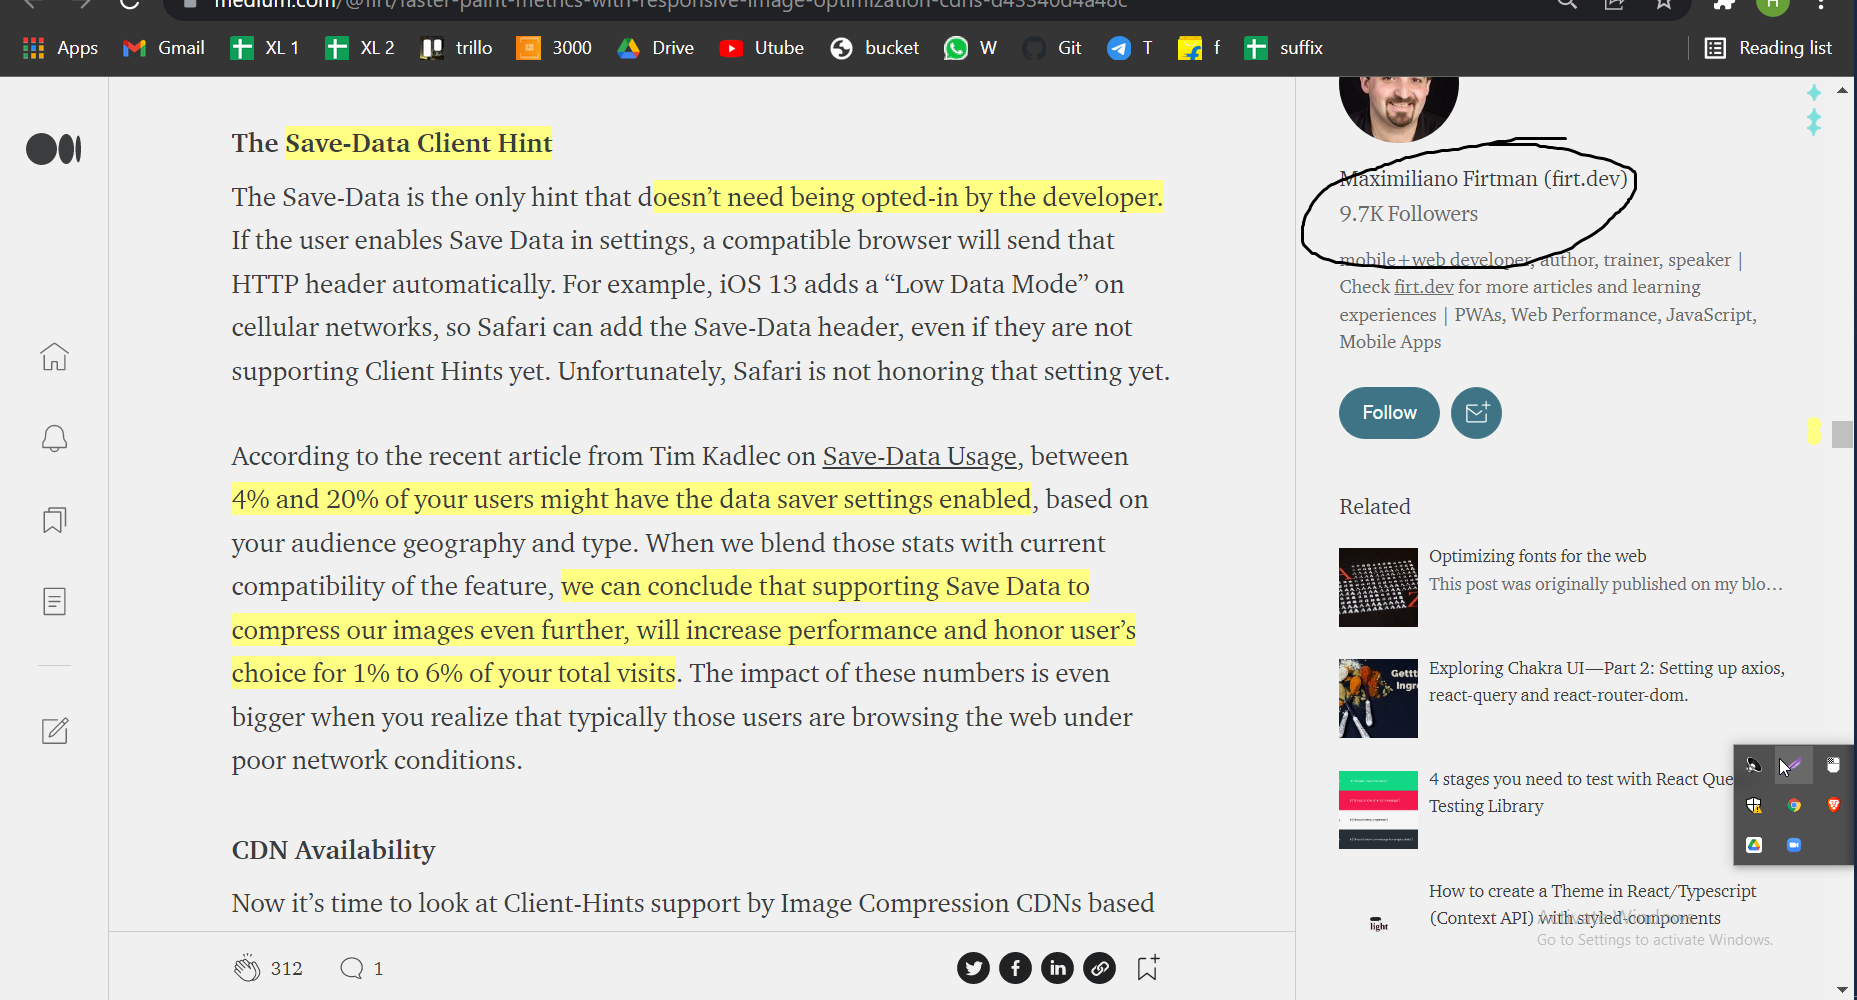 medium.com/@firt/faster-paint-metrics-with-responsive-image-optimization-cdns-d43340d4a48c
H
Apps
Gmail
XL 1
XL 2
trillo
3000
Drive
Utube
bucket
W
Git
T
f
suffix
Reading list
The Save-Data Client Hint
The Save-Data is the only hint that doesn’t need being opted-in by the developer.
If the user enables Save Data in settings, a compatible browser will send that
HTTP header automatically. For example, iOS 13 adds a “Low Data Mode” on
cellular networks, so Safari can add the Save-Data header, even if they are not
supporting Client Hints yet. Unfortunately, Safari is not honoring that setting yet.
According to the recent article from Tim Kadlec on Save-Data Usage, between
4% and 20% of your users might have the data saver settings enabled, based on
your audience geography and type. When we blend those stats with current
compatibility of the feature, we can conclude that supporting Save Data to
compress our images even further, will increase performance and honor user’s
choice for 1% to 6% of your total visits. The impact of these numbers is even
bigger when you realize that typically those users are browsing the web under
poor network conditions.
CDN Availability
Now it’s time to look at Client-Hints support by Image Compression CDNs based
312
1
Maximiliano Firtman (firt.dev)
9.7K Followers
mobile+web developer, author, trainer, speaker |
Check firt.dev for more articles and learning
experiences | PWAs, Web Performance, JavaScript,
Mobile Apps
Follow
Related
Optimizing fonts for the web
This post was originally published on my blo…
Exploring Chakra UI—Part 2: Setting up axios,
react-query and react-router-dom.
4 stages you need to test with React Que
Testing Library
How to create a Theme in React/Typescript
(Context API) with styled-components
light
Activate Windows
Go to Settings to activate Windows.